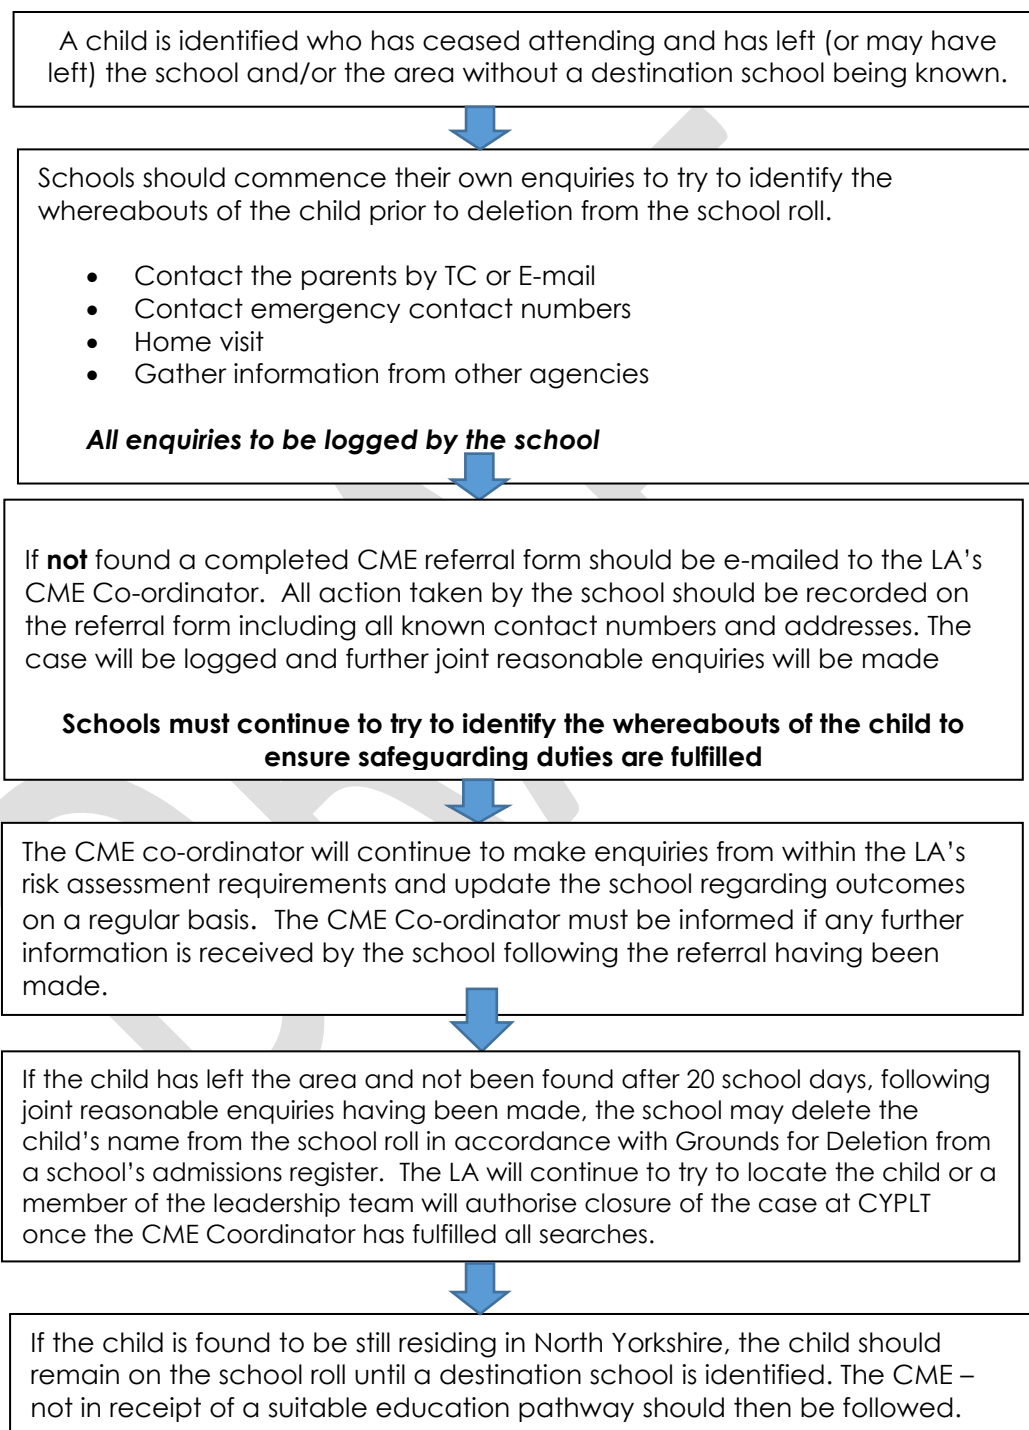 A child is identified who has ceased attending and has left (or may have
left) the school and/or the area without a destination school being known.
Schools should commence their own enquiries to try to identify the
whereabouts of the child prior to deletion from the school roll.
• Contact the parents by TC or E-mail
• Contact emergency contact numbers
• Home visit
• Gather information from other agencies
All enquiries to be logged by the school
If not found a completed CME referral form should be e-mailed to the LA’s
CME Co-ordinator.  All action taken by the school should be recorded on
the referral form including all known contact numbers and addresses. The
case will be logged and further joint reasonable enquiries will be made
Schools must continue to try to identify the whereabouts of the child to
ensure safeguarding duties are fulfilled
The CME co-ordinator will continue to make enquiries from within the LA’s
risk assessment requirements and update the school regarding outcomes
on a regular basis.  The CME Co-ordinator must be informed if any further
information is received by the school following the referral having been
made.
If the child has left the area and not been found after 20 school days, following
joint reasonable enquiries having been made, the school may delete the
child’s name from the school roll in accordance with Grounds for Deletion from
a school’s admissions register.  The LA will continue to try to locate the child or a
member of the leadership team will authorise closure of the case at CYPLT
once the CME Coordinator has fulfilled all searches.
If the child is found to be still residing in North Yorkshire, the child should
remain on the school roll until a destination school is identified. The CME –
not in receipt of a suitable education pathway should then be followed.